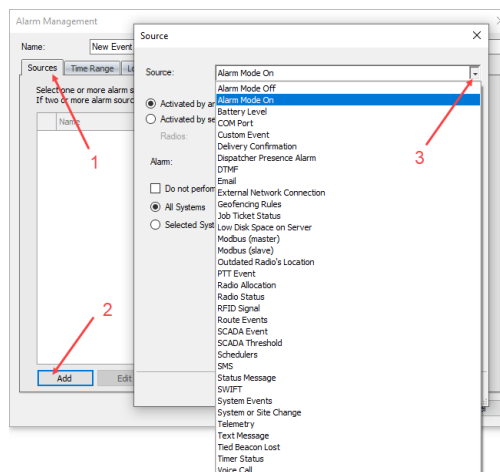 Alarm Management
Name:
New Event
Sources
Time Range
Select one or more alarm s
If two or more alarm sourc
Name
1
2
Add
Edit
Source
Source:
Alarm Mode On
Activated by ar
Activated by se
Radios:
Alarm:
Do not perfom
All Systems
Selected Syst
3
Alarm Mode Off
Alarm Mode On
Battery Level
COM Port
Custom Event
Delivery Confirmation
Dispatcher Presence Alarm
DTMF
Email
External Network Connection
Geofencing Rules
Job Ticket Status
Low Disk Space on Server
Modbus (master)
Modbus (slave)
Outdated Radio's Location
PTT Event
Radio Allocation
Radio Status
RFID Signal
Route Events
SCADA Event
SCADA Threshold
Schedulers
SMS
Status Message
SWIFT
System Events
System or Site Change
Telemetry
Text Message
Tied Beacon Lost
Timer Status
Voice Call